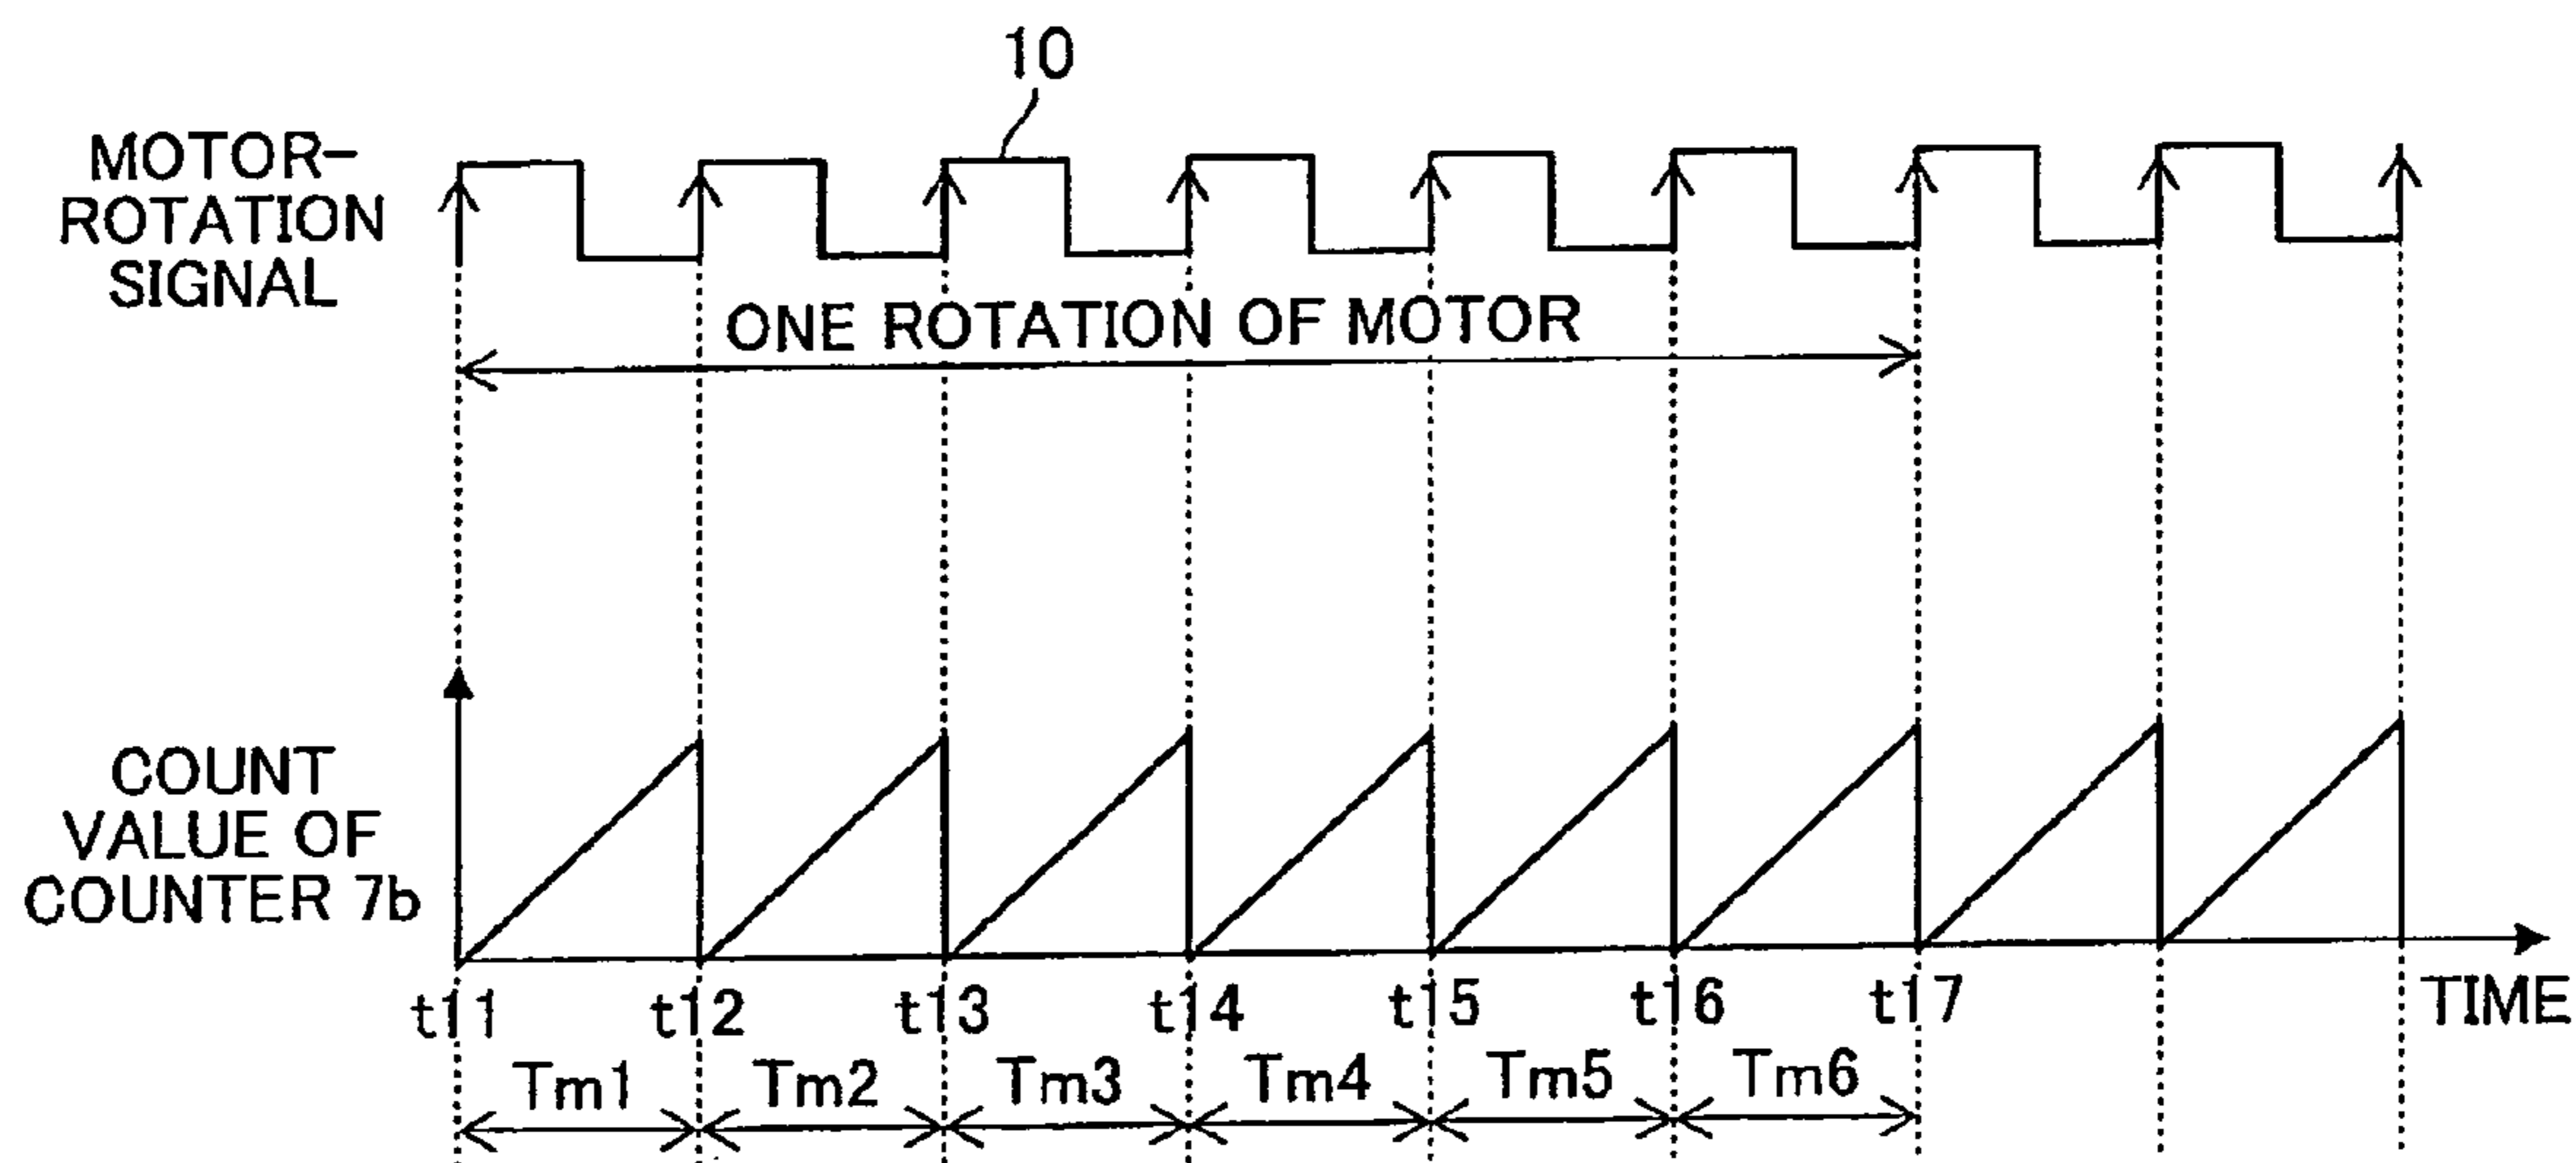 10
MOTOR-
ROTATION
SIGNAL
ONE ROTATION OF MOTOR
COUNT
VALUE OF
COUNTER 7b
t11 t12 t13 t14 t15 t16 t17 TIME
Tm1 Tm2 Tm3 Tm4 Tm5 Tm6